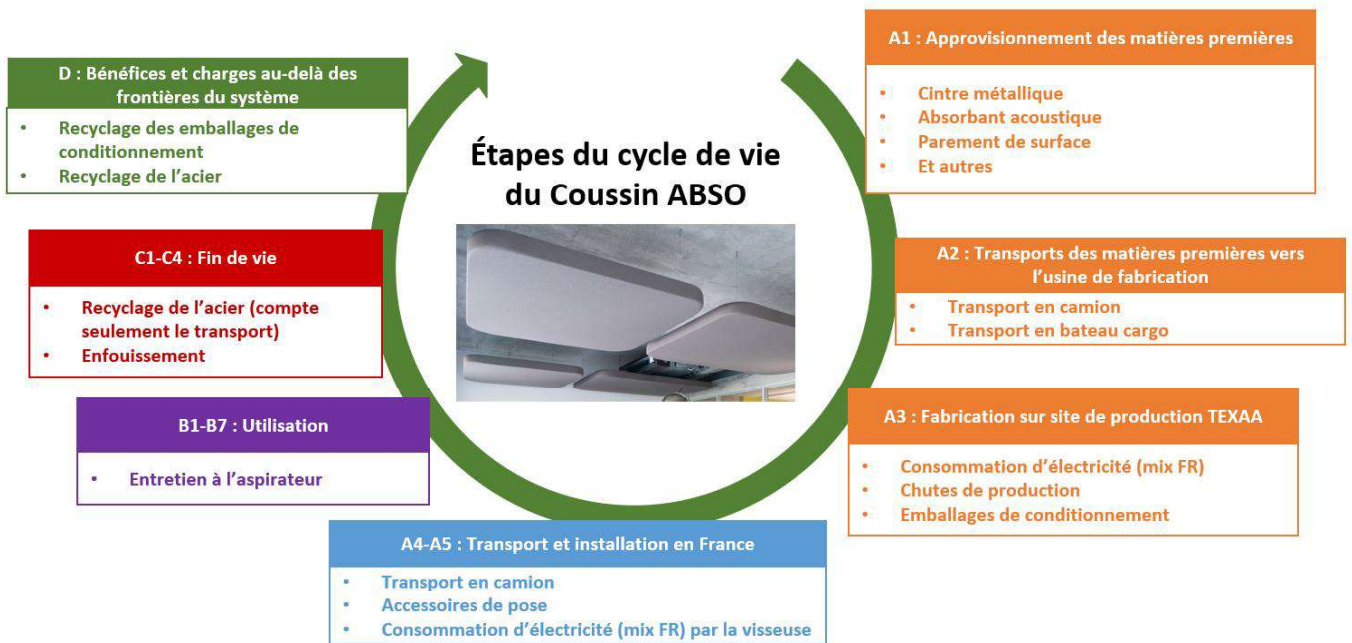 Étapes du cycle de vie
du Coussin ABSO
A1 : Approvisionnement des matières premières
• Cintre métallique
• Absorbant acoustique
• Parement de surface
• Et autres
A2 : Transports des matières premières vers
l’usine de fabrication
• Transport en camion
• Transport en bateau cargo
A3 : Fabrication sur site de production TEXAA
• Consommation d’électricité (mix FR)
• Chutes de production
• Emballages de conditionnement
A4-A5 : Transport et installation en France
• Transport en camion
• Accessoires de pose
• Consommation d’électricité (mix FR) par la visseuse
B1-B7 : Utilisation
• Entretien à l’aspirateur
C1-C4 : Fin de vie
• Recyclage de l’acier (compte
seulement le transport)
• Enfouissement
D : Bénéfices et charges au-delà des
frontières du système
• Recyclage des emballages de
conditionnement
• Recyclage de l’acier